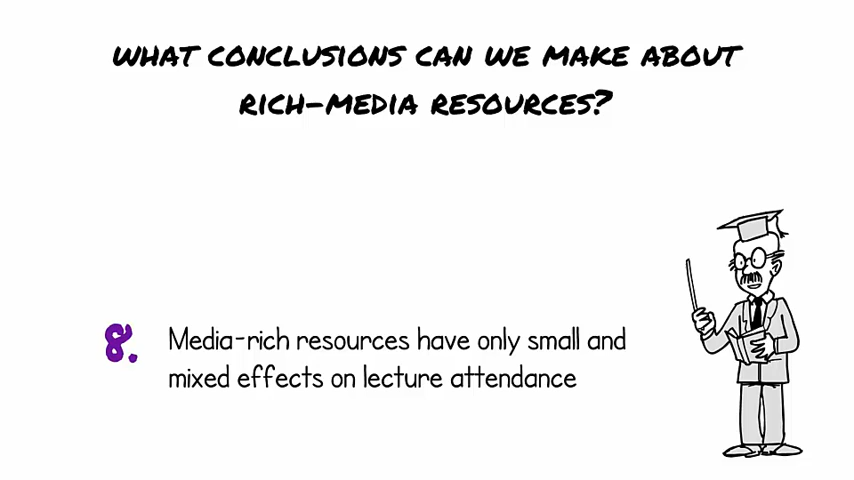 WHAT CONCLUSIONS CAN WE MAKE ABOUT
RICH-MEDIA RESOURCES?
8. Media-rich resources have only small and
mixed effects on lecture attendance